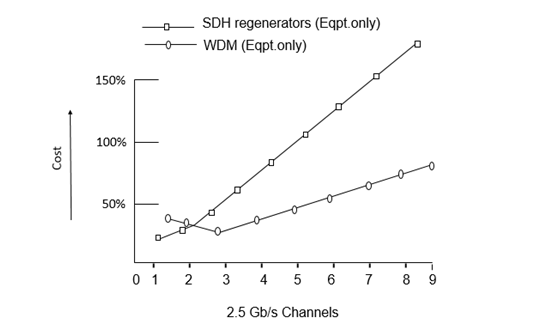 SDH regenerators (Eqpt.only)
WDM (Eqpt.only)
150%
100%
50%
Cost
0 1 2 3 4 5 6 7 8 9
2.5 Gb/s Channels